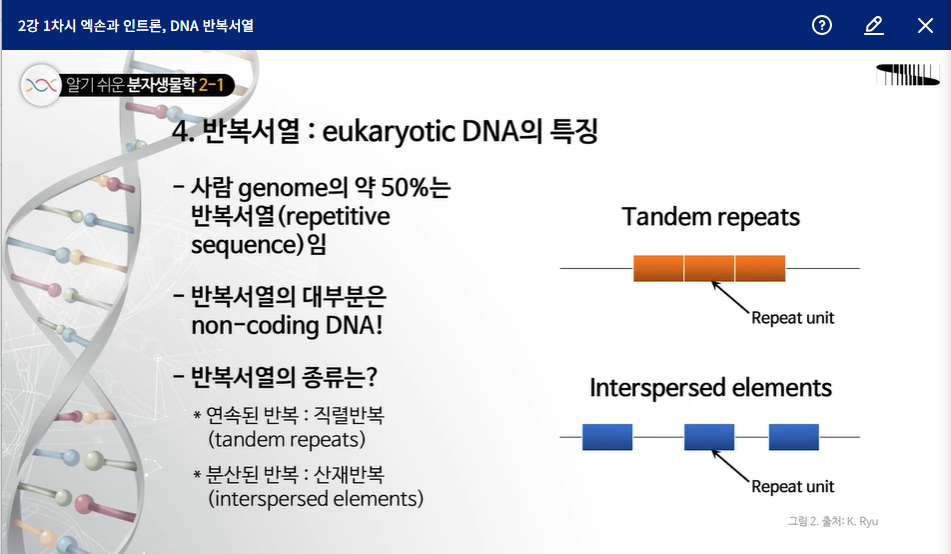 2강 1차시 엑손과 인트론, DNA 반복서열
알기 쉬운 분자생물학 2-1
4. 반복서열 : eukaryotic DNA의 특징
- 사람 genome의 약 50%는
반복서열(repetitive
sequence)임
- 반복서열의 대부분은
non-coding DNA!
- 반복서열의 종류는?
* 연속된 반복 : 직렬반복
(tandem repeats)
* 분산된 반복 : 산재반복
(interspersed elements)
Tandem repeats
Repeat unit
Interspersed elements
Repeat unit
그림 2. 출처: K. Ryu